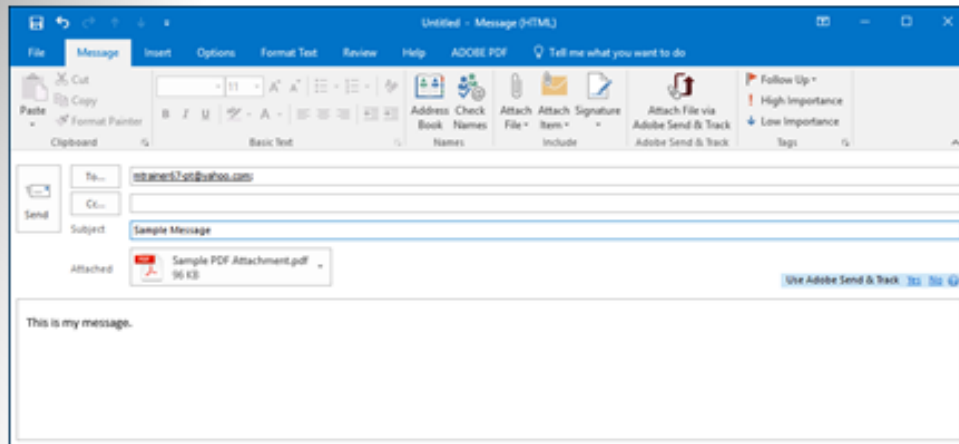 Untitled - Message (HTML)
File Message Insert Options Format Text Review Help ADOBE PDF Tell me what you want to do
Paste
Cut
Copy
Format Painter
Clipboard
11
B I U
Basic Text
Address Book
Check Names
Names
Attach File
Attach Item
Signature
Include
Attach File via Adobe Send & Track
Adobe Send & Track
Follow Up
High Importance
Low Importance
Tags
Send
To... mtrainer67-pt@yahoo.com;
Cc...
Subject Sample Message
Attached Sample PDF Attachment.pdf
96 KB
Use Adobe Send & Track Yes No
This is my message.